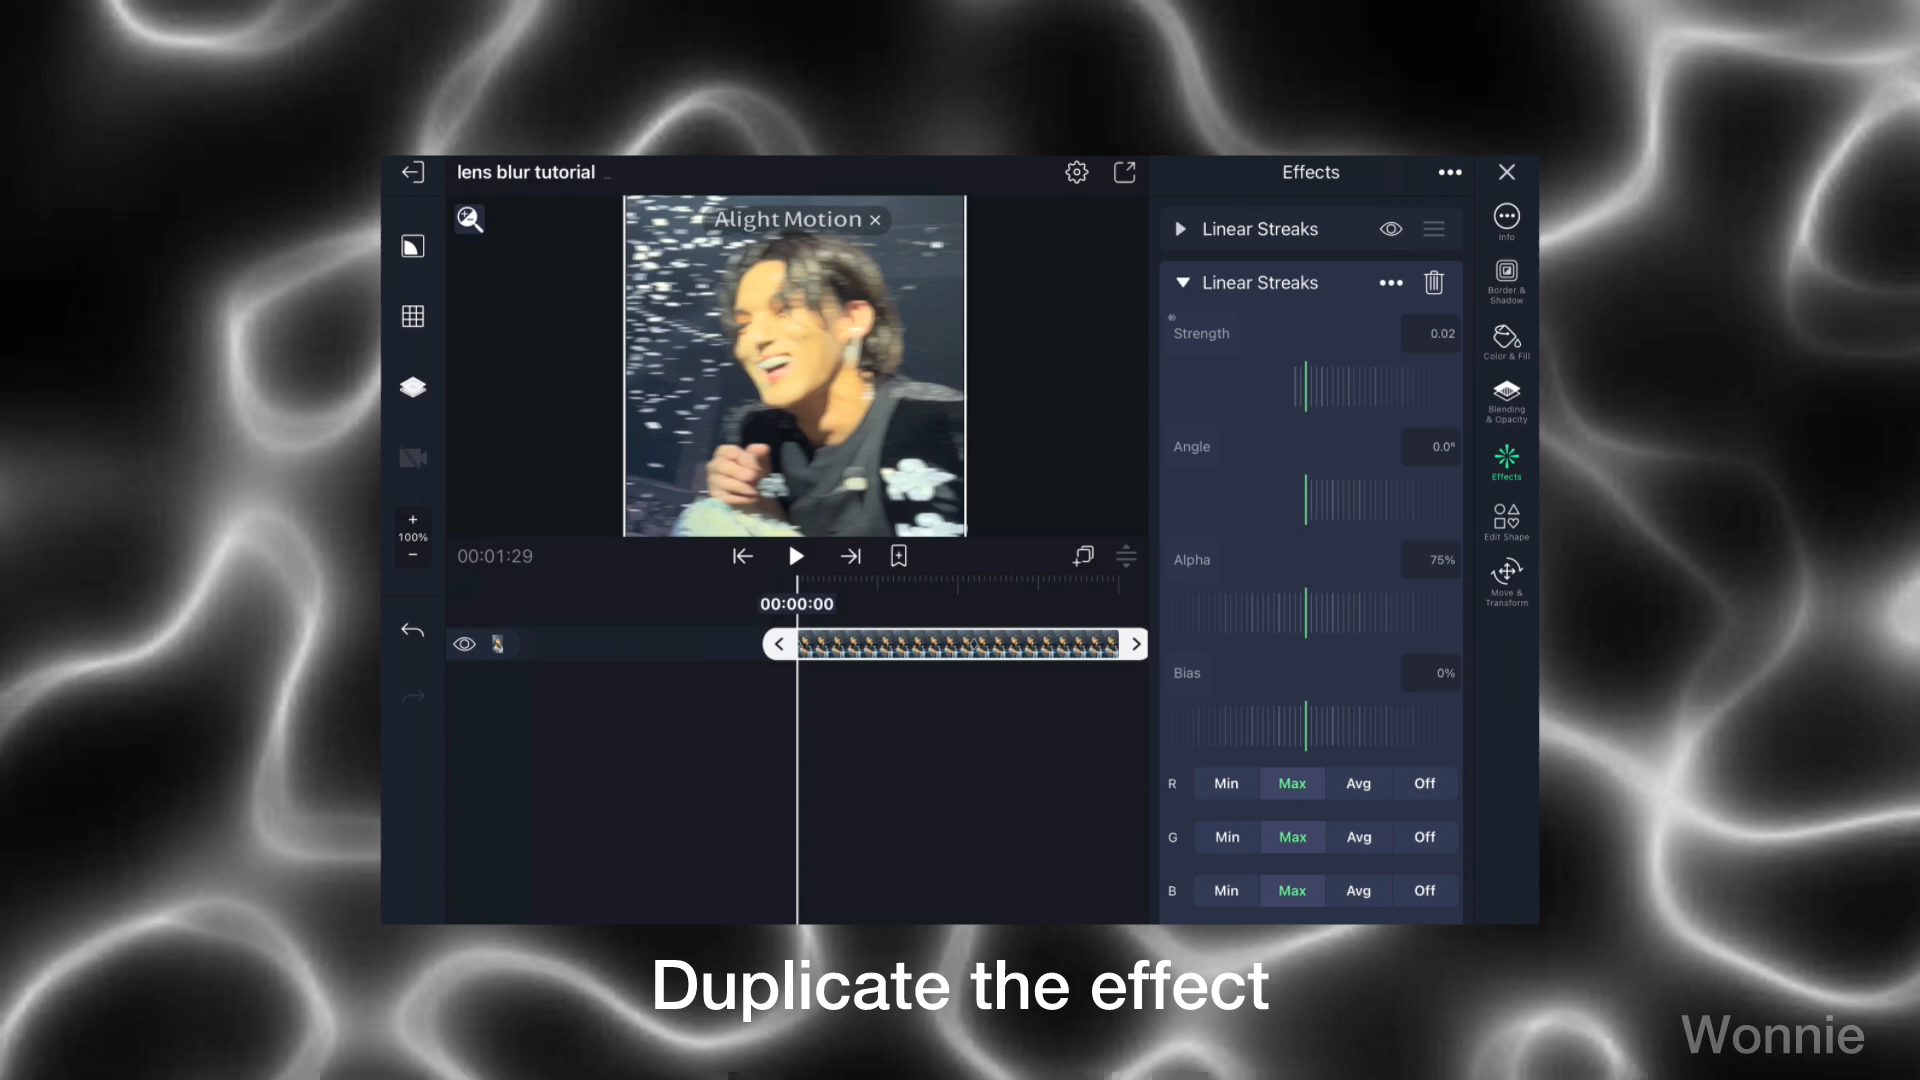 lens blur tutorial
Effects
Alight Motion ×
Linear Streaks
Linear Streaks
Strength
0.02
Angle
0.0°
Alpha
75%
Bias
0%
R Min Max Avg Off
G Min Max Avg Off
B Min Max Avg Off
Info
Border &
Shadow
Color & Fill
Blending
& Opacity
Effects
Edit Shape
Move &
Transform
+
100%
−
00:01:29
00:00:00
Duplicate the effect
Wonnie